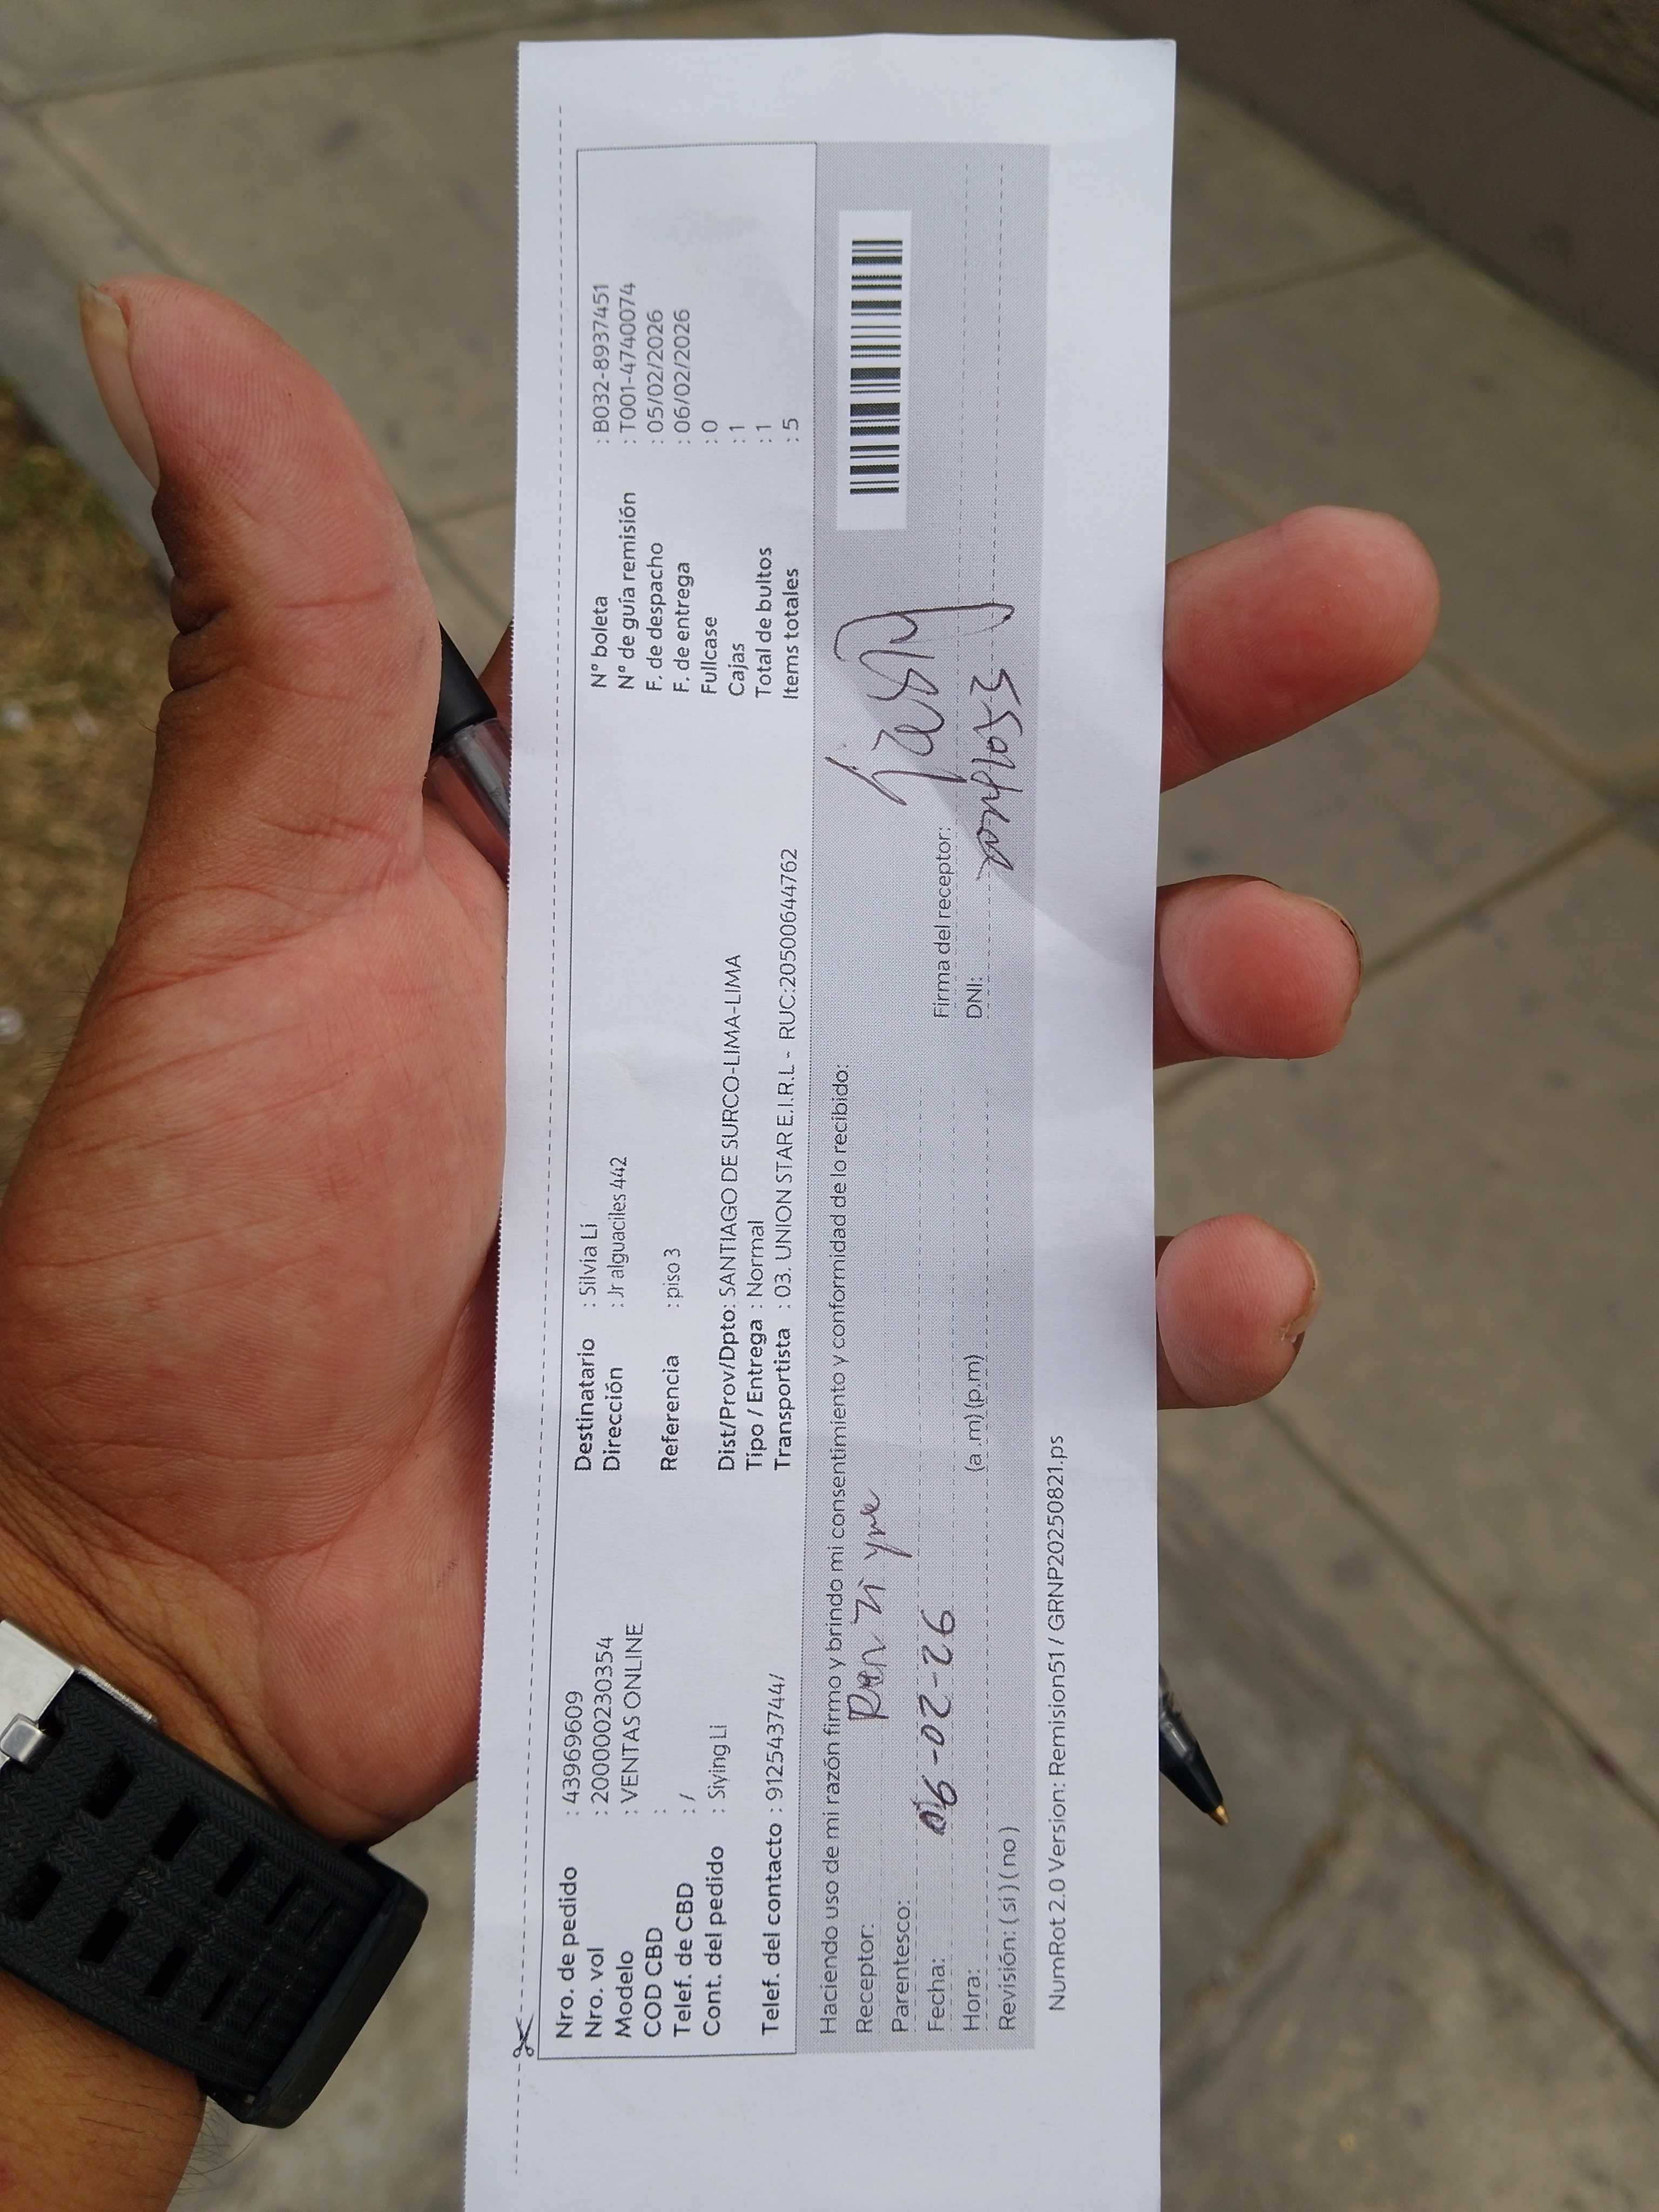 Nro. de pedido : 43969609
Nro. vol : 2000000230354
Modelo : VENTAS ONLINE
COD CBD :
Telef. de CBD : /
Cont. del pedido : Siying Li
Telef. del contacto : 912543744/
Destinatario : Silvia Li
Dirección : Jr alguaciles 442
Referencia : piso 3
Dist/Prov/Dpto: SANTIAGO DE SURCO-LIMA-LIMA
Tipo / Entrega : Normal
Transportista : 03. UNION STAR E.I.R.L - RUC:20500644762
N° boleta : B032-8937451
N° de guía remisión : T001-4740074
F. de despacho : 05/02/2026
F. de entrega : 06/02/2026
Fullcase : 0
Cajas : 1
Total de bultos : 1
Items totales : 5
Haciendo uso de mi razón firmo y brindo mi consentimiento y conformidad de lo recibido:
Receptor:
Parentesco:
Fecha: 06-02-26
Hora: (a.m) (p.m)
Revisión: ( si ) ( no )
Firma del receptor:
DNI:
NumRot 2.0 Version: Remision51 / GRNP20250821.ps